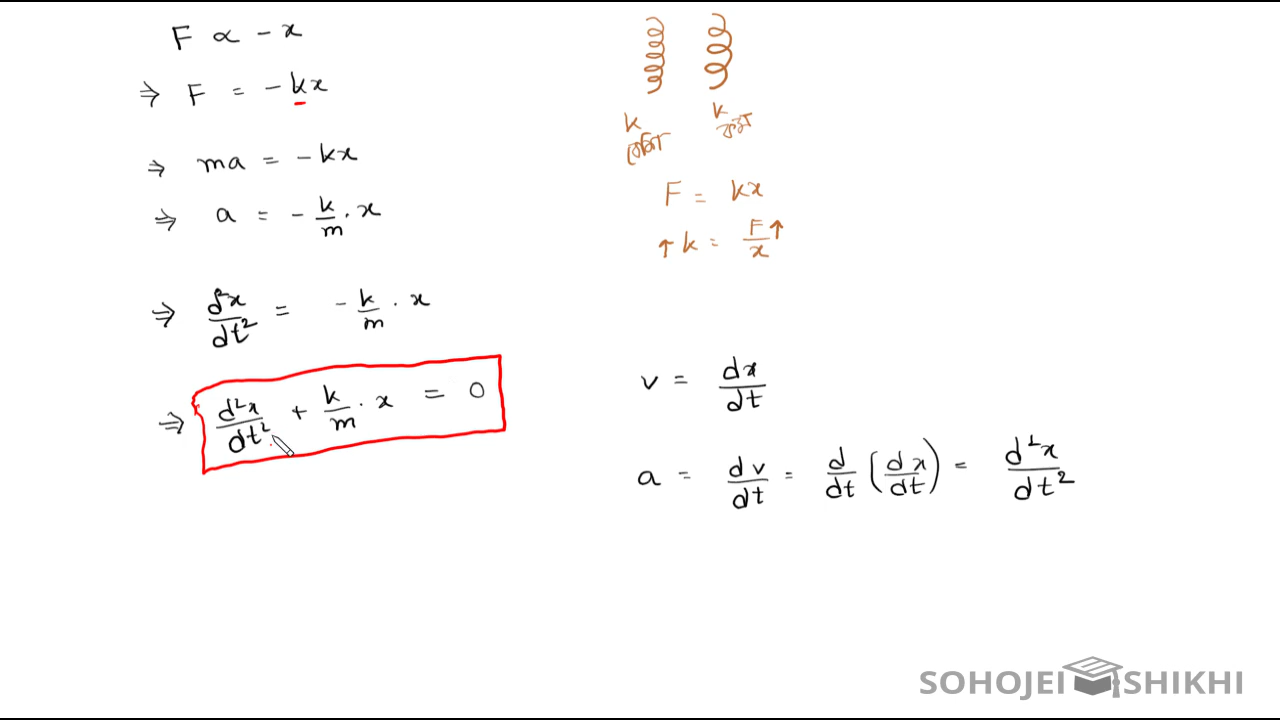 F ∝ - x
⇒ F = - kx
⇒ ma = - kx
⇒ a = - k/m . x
⇒ d²x/dt² = - k/m . x
⇒ d²x/dt² + k/m . x = 0
k k
F = kx
↑ k = F↑/x
v = dx/dt
a = dv/dt = d/dt (dx/dt) = d²x/dt²
SOHOJEI SHIKHI